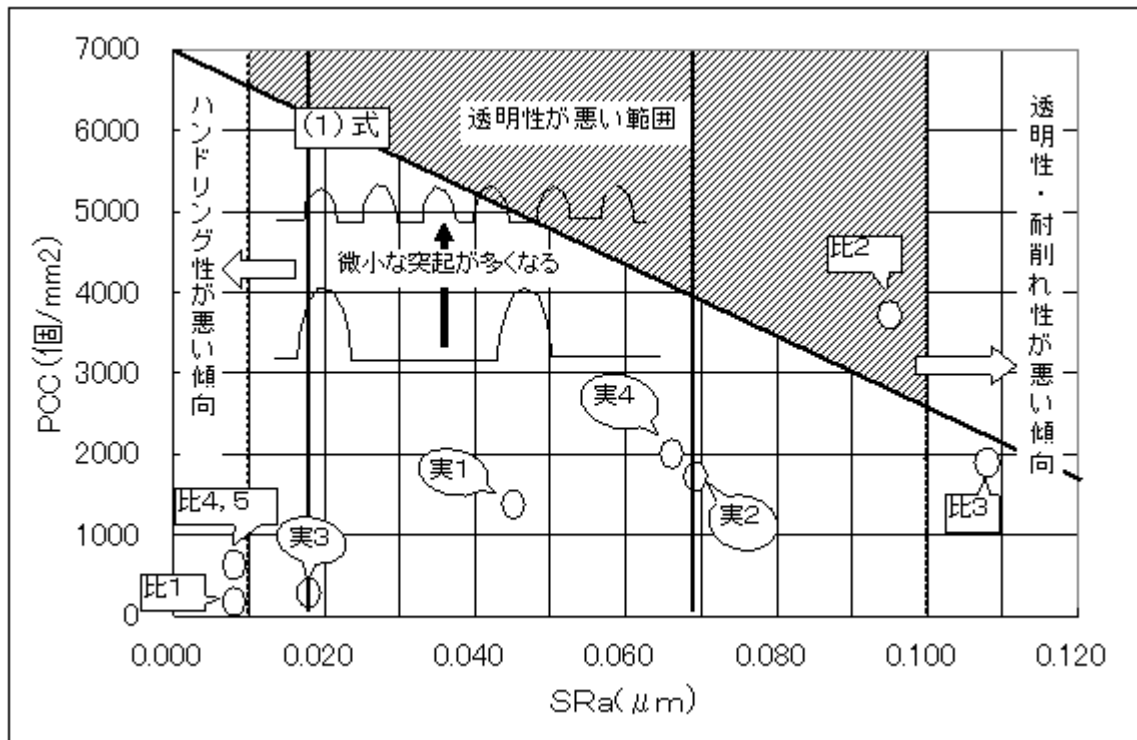 7000
6000
5000
4000
3000
2000
1000
0
PCC(1個/mm2)
ハンドリング性が悪い傾向
(1)式
透明性が悪い範囲
微小な突起が多くなる
比2
透明性・耐削れ性が悪い傾向
実4
実1
実2
比3
比4,5
実3
比1
0.000
0.020
0.040
0.060
0.080
0.100
0.120
SRa(μm)